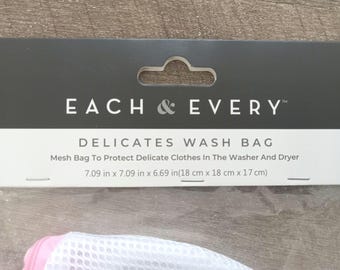 EACH & EVERY™
DELICATES WASH BAG
Mesh Bag To Protect Delicate Clothes In The Washer And Dryer
7.09 in x 7.09 in x 6.69 in(18 cm x 18 cm x 17 cm)